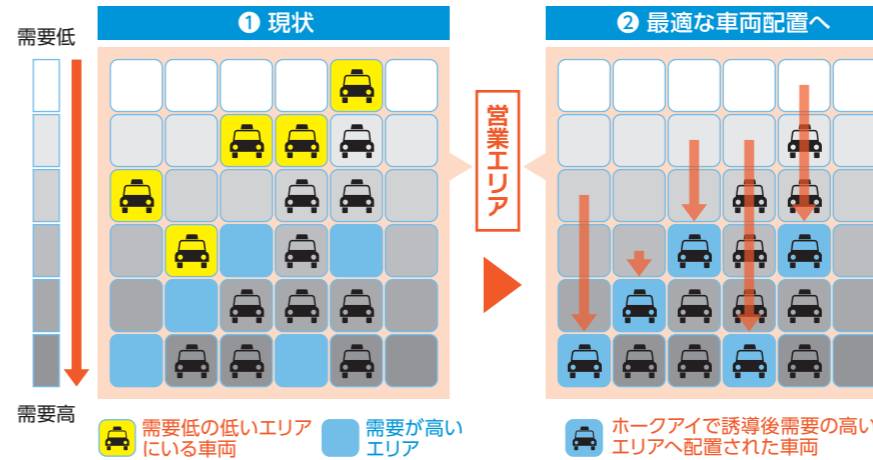 ❶ 現状
❷ 最適な車両配置へ
需要低
営業エリア
需要高
需要低の低いエリア
にいる車両
需要が高い
エリア
ホークアイで誘導後需要の高い
エリアへ配置された車両